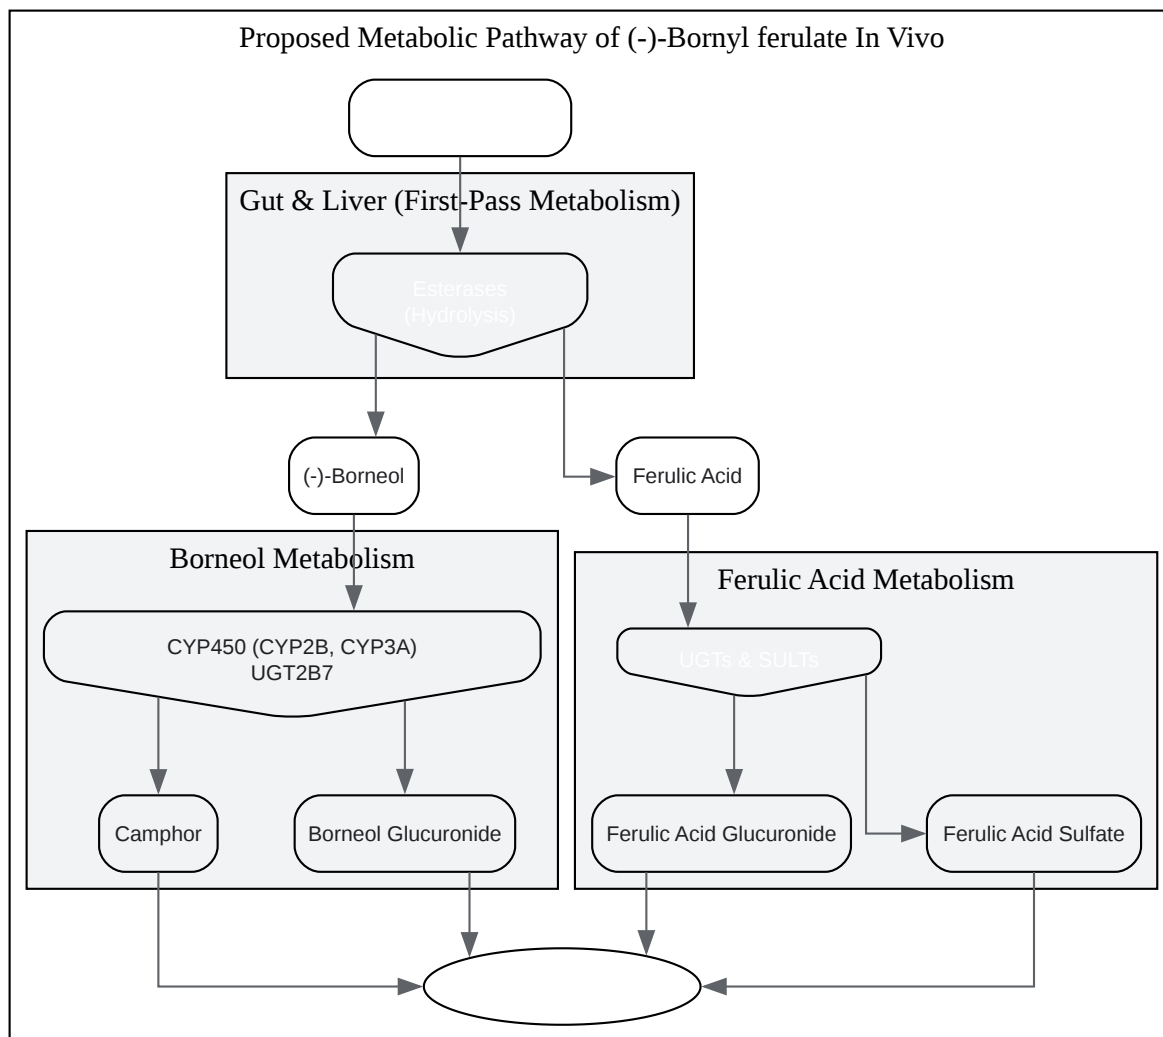 Proposed Metabolic Pathway of (-)-Bornyl ferulate In Vivo
Gut & Liver (First-Pass Metabolism)
Esterases
(Hydrolysis)
(-)-Borneol
Ferulic Acid
Borneol Metabolism
CYP450 (CYP2B, CYP3A)
UGT2B7
Camphor
Borneol Glucuronide
Ferulic Acid Metabolism
UGTs & SULTs
Ferulic Acid Glucuronide
Ferulic Acid Sulfate